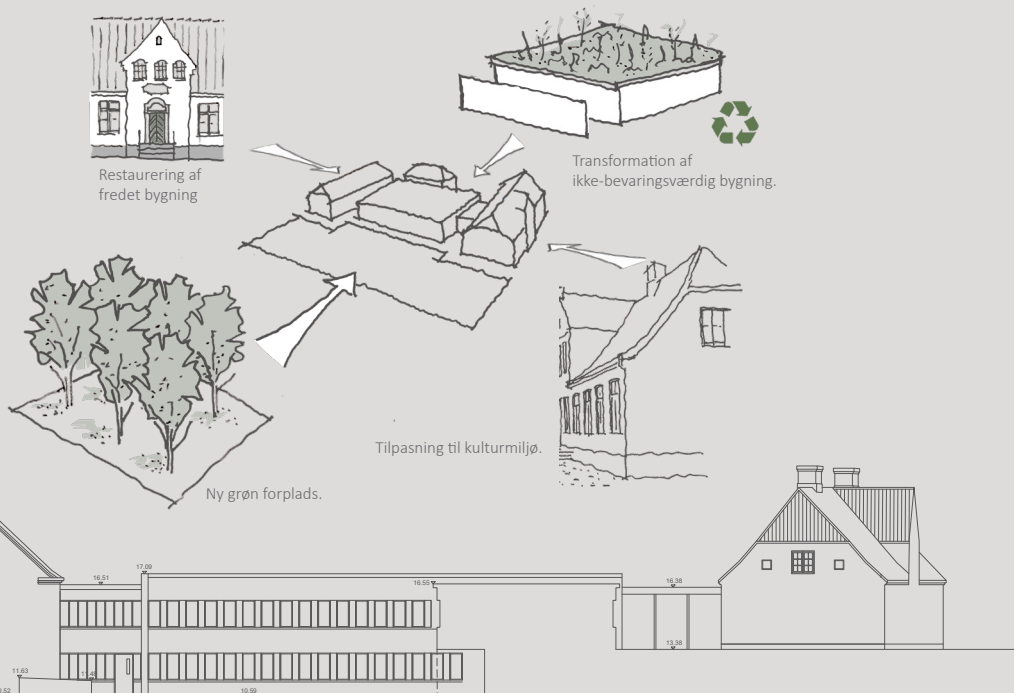 Restaurering af
fredet bygning
Transformation af
ikke-bevaringsværdig bygning.
Tilpasning til kulturmiljø.
Ny grøn forplads.
17.09
16.51
16.55
16.38
13.38
11.63
10.59